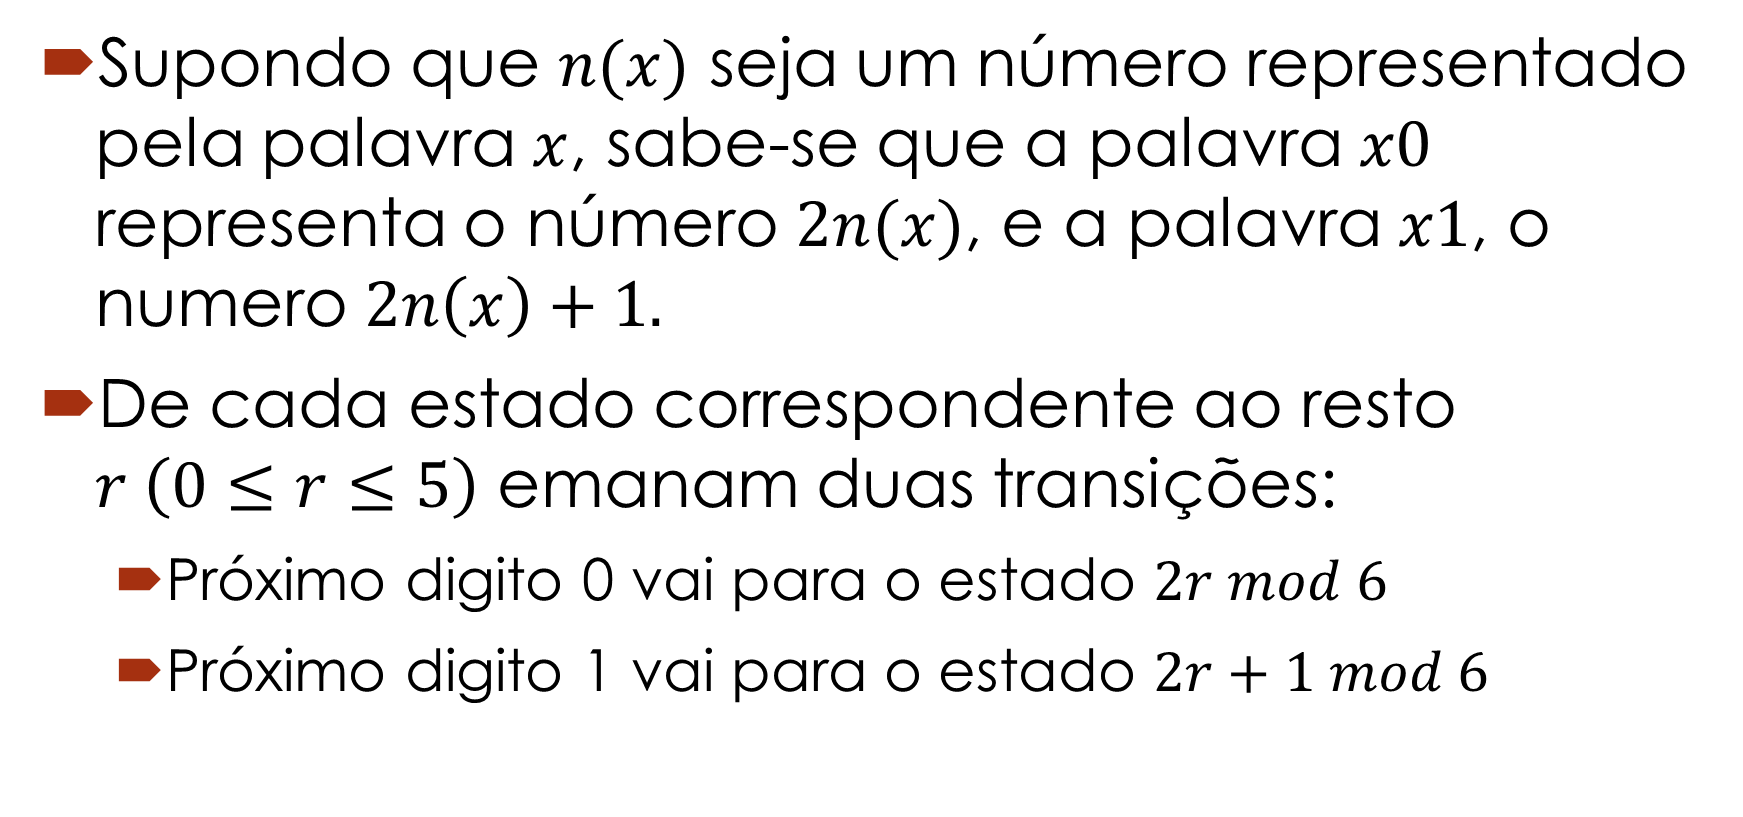 Supondo que n(x) seja um número representado
pela palavra x, sabe-se que a palavra x0
representa o número 2n(x), e a palavra x1, o
numero 2n(x) + 1.
De cada estado correspondente ao resto
r (0 ≤ r ≤ 5) emanam duas transições:
Próximo digito 0 vai para o estado 2r mod 6
Próximo digito 1 vai para o estado 2r + 1 mod 6